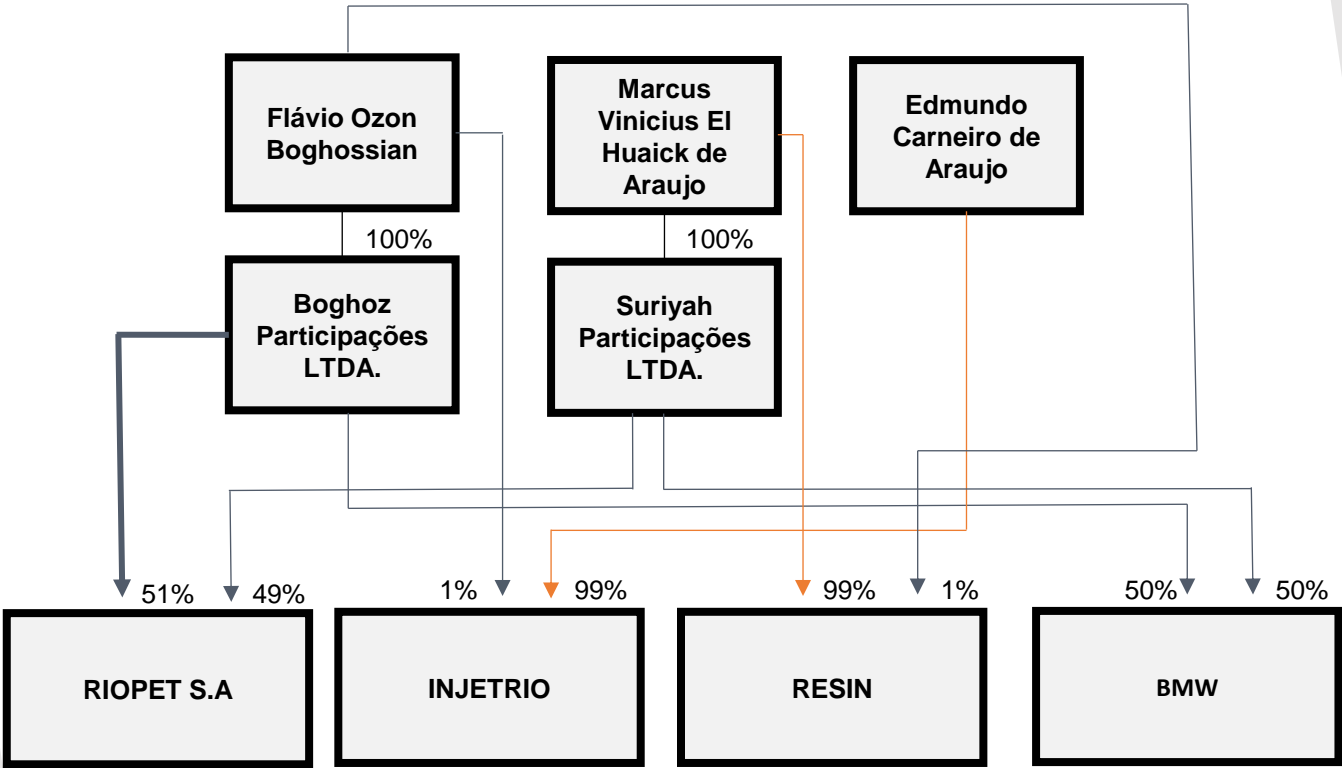 Flávio Ozon
Boghossian
Marcus
Vinicius El
Huaick de
Araujo
Edmundo
Carneiro de
Araujo
100%
100%
Boghoz
Participações
LTDA.
Suriyah
Participações
LTDA.
51%
49%
1%
99%
99%
1%
50%
50%
RIOPET S.A
INJETRIO
RESIN
BMW